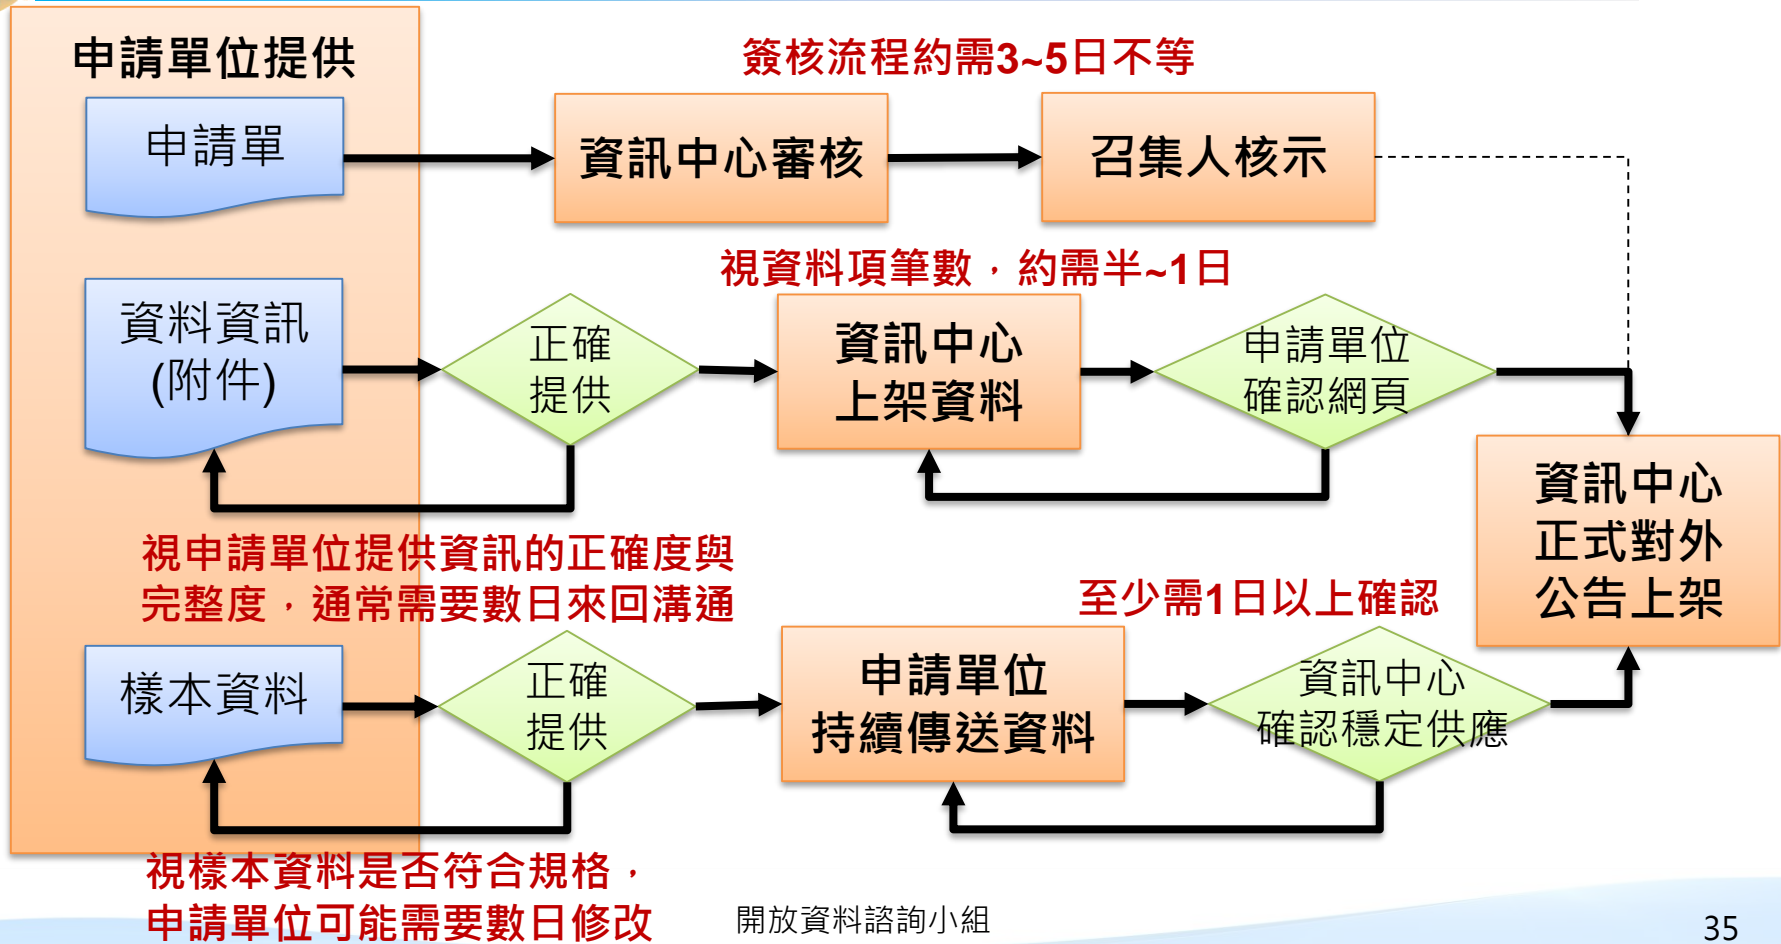 申請單位提供
簽核流程約需3~5日不等
申請單
資訊中心審核
召集人核示
視資料項筆數，約需半~1日
資料資訊
(附件)
正確
提供
資訊中心
上架資料
申請單位
確認網頁
資訊中心
正式對外
公告上架
視申請單位提供資訊的正確度與
完整度，通常需要數日來回溝通
至少需1日以上確認
樣本資料
正確
提供
申請單位
持續傳送資料
資訊中心
確認穩定供應
視樣本資料是否符合規格，
申請單位可能需要數日修改
開放資料諮詢小組
35